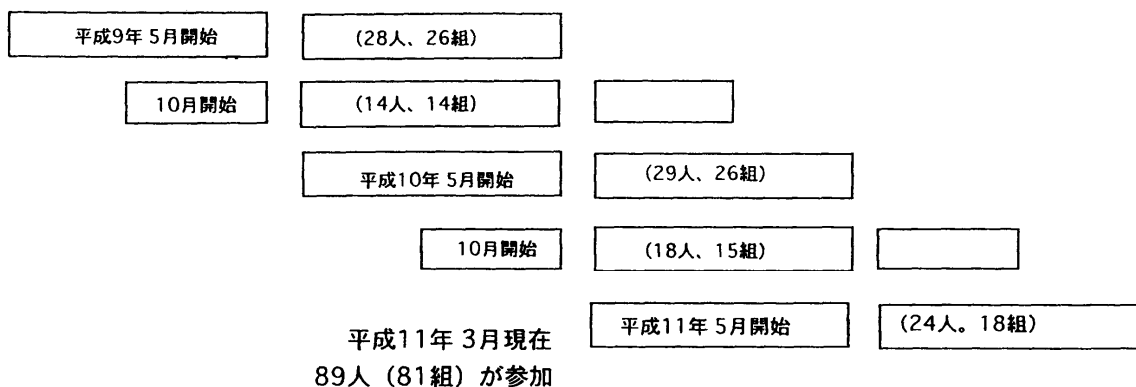 平成9年 5月開始 (28人、26組)
10月開始 (14人、14組)
平成10年 5月開始 (29人、26組)
10月開始 (18人、15組)
平成11年 5月開始 (24人。18組)
平成11年 3月現在
89人 (81組) が参加